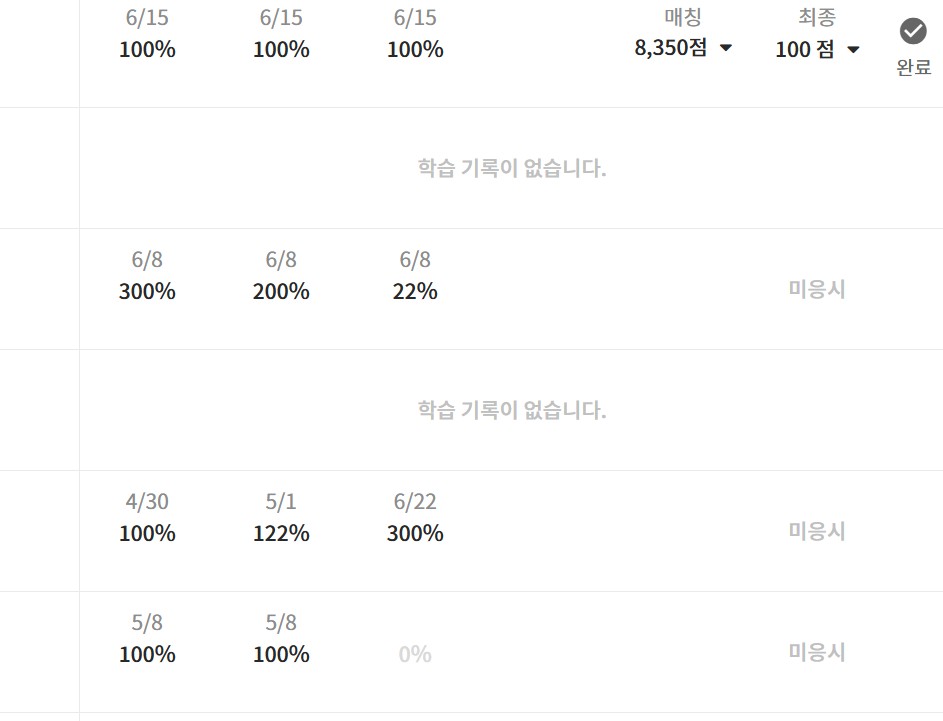 6/15 6/15 6/15 매칭 최종
100% 100% 100% 8,350점 100 점
완료
학습 기록이 없습니다.
6/8 6/8 6/8
300% 200% 22% 미응시
학습 기록이 없습니다.
4/30 5/1 6/22
100% 122% 300% 미응시
5/8 5/8
100% 100% 0% 미응시